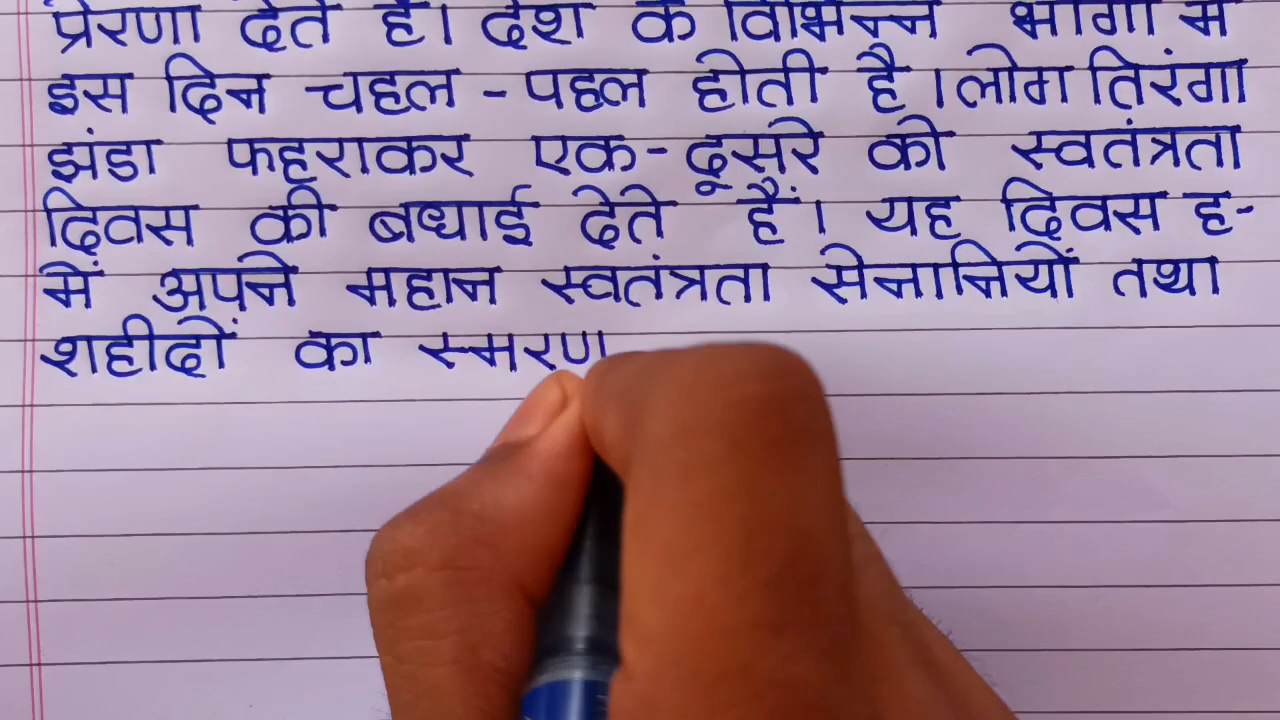 प्रेरणा देते हैं। देश के विभिन्न भागों में
इस दिन चहल - पहल होती है । लोग तिरंगा
झंडा फहराकर एक-दूसरे को स्वतंत्रता
दिवस की बधाई देते हैं। यह दिवस ह-
में अपने महान स्वतंत्रता सेनानियों तथा
शहीदों का स्मरण